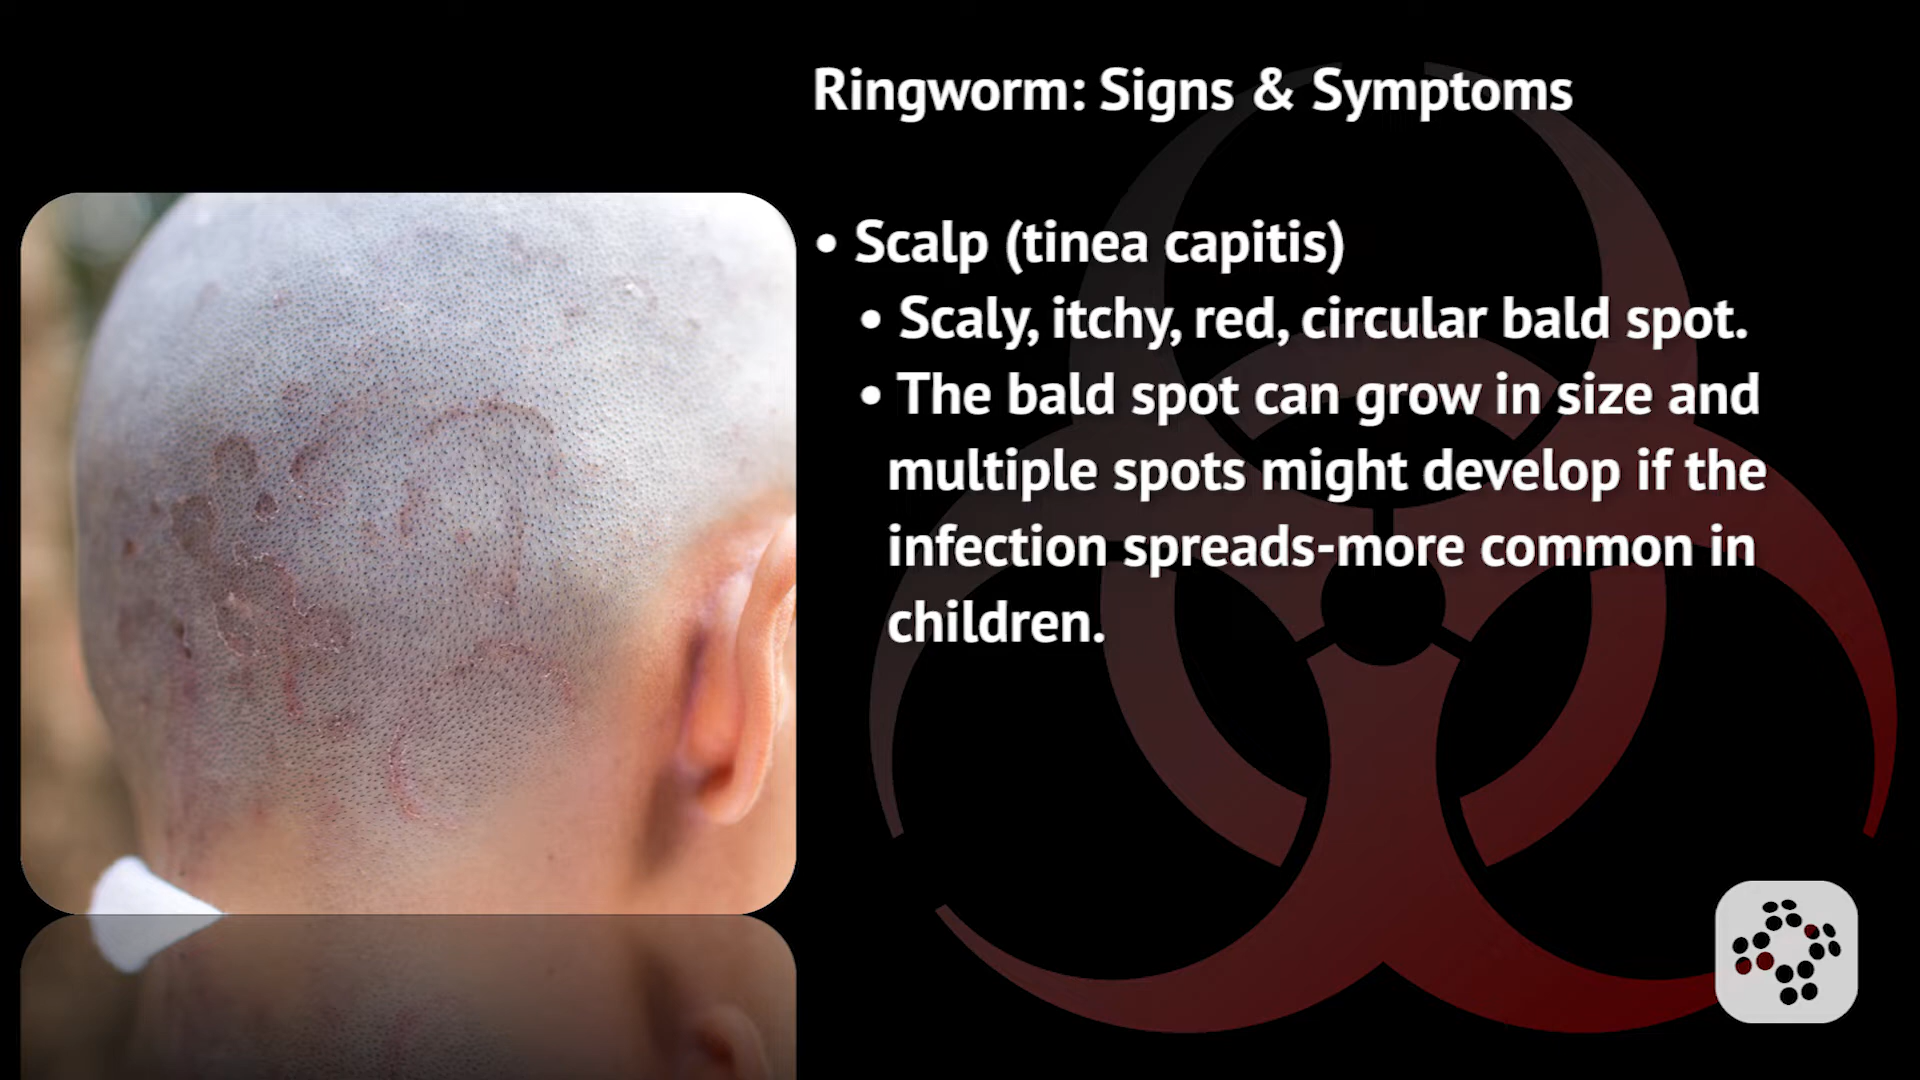 Ringworm: Signs & Symptoms
• Scalp (tinea capitis)
• Scaly, itchy, red, circular bald spot.
• The bald spot can grow in size and
multiple spots might develop if the
infection spreads-more common in
children.